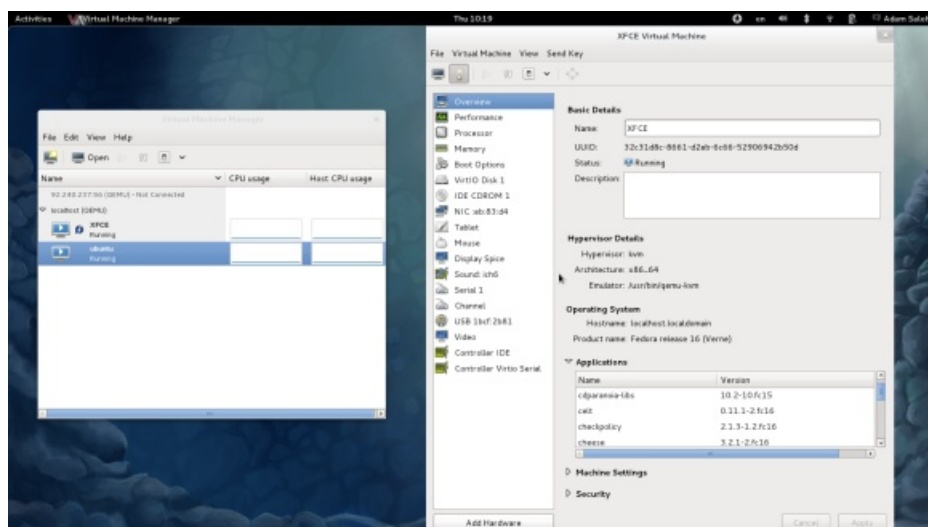 Activities Virtual Machine Manager Thu 10:19 en Adam Saleh
XFCE Virtual Machine
File Virtual Machine View Send Key
Virtual Machine Manager
File Edit View Help
Open
Name CPU usage Host CPU usage
(QEMU) - Not Connected
localhost (QEMU)
XFCE
Running
ubuntu
Running
Overview
Performance
Processor
Memory
Boot Options
VirtIO Disk 1
IDE CDROM 1
NIC :ab:83:d4
Tablet
Mouse
Display Spice
Sound: ich6
Serial 1
Channel
USB 1bcf:2b81
Video
Controller IDE
Controller Virtio Serial
Add Hardware
Basic Details
Name: XFCE
UUID: 32c31d8c-8661-d2ab-6c66-52906942b50d
Status: Running
Description:
Hypervisor Details
Hypervisor: kvm
Architecture: x86_64
Emulator: /usr/bin/qemu-kvm
Operating System
Hostname: localhost.localdomain
Product name: Fedora release 16 (Verne)
Applications
Name Version
cdparanoia-libs 10.2-10.fc15
celt 0.11.1-2.fc16
checkpolicy 2.1.3-1.2.fc16
cheese 3.2.1-2.fc16
Machine Settings
Security
Cancel Apply